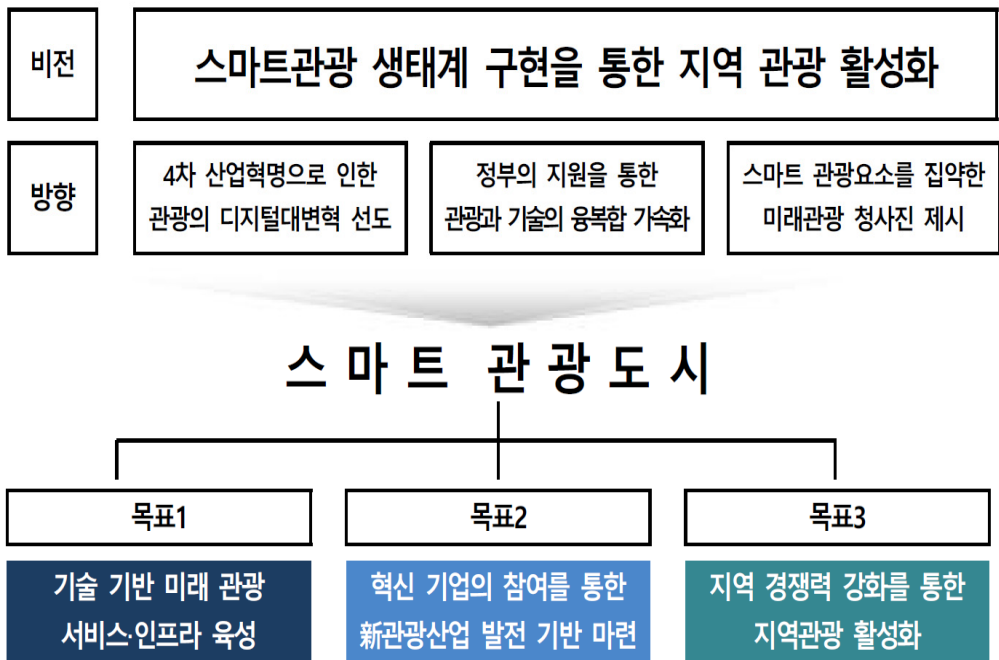 비전
스마트관광 생태계 구현을 통한 지역 관광 활성화
방향
4차 산업혁명으로 인한
관광의 디지털대변혁 선도
정부의 지원을 통한
관광과 기술의 융복합 가속화
스마트 관광요소를 집약한
미래관광 청사진 제시
스마트 관광도시
목표1
기술 기반 미래 관광
서비스·인프라 육성
목표2
혁신 기업의 참여를 통한
新관광산업 발전 기반 마련
목표3
지역 경쟁력 강화를 통한
지역관광 활성화